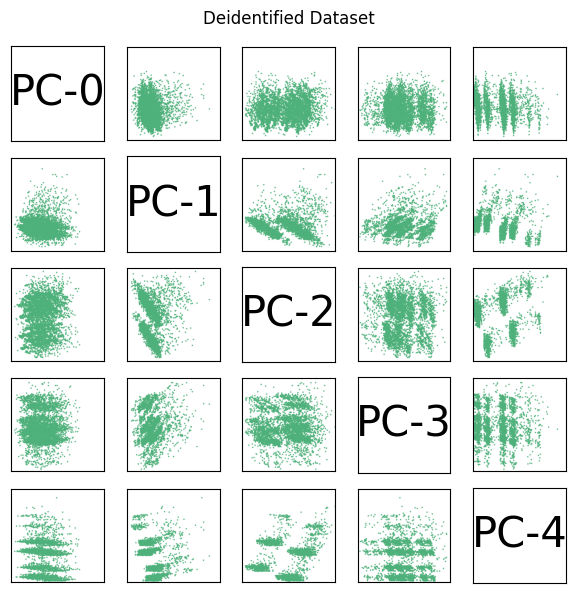 Deidentified Dataset
PC-0
PC-1
PC-2
PC-3
PC-4